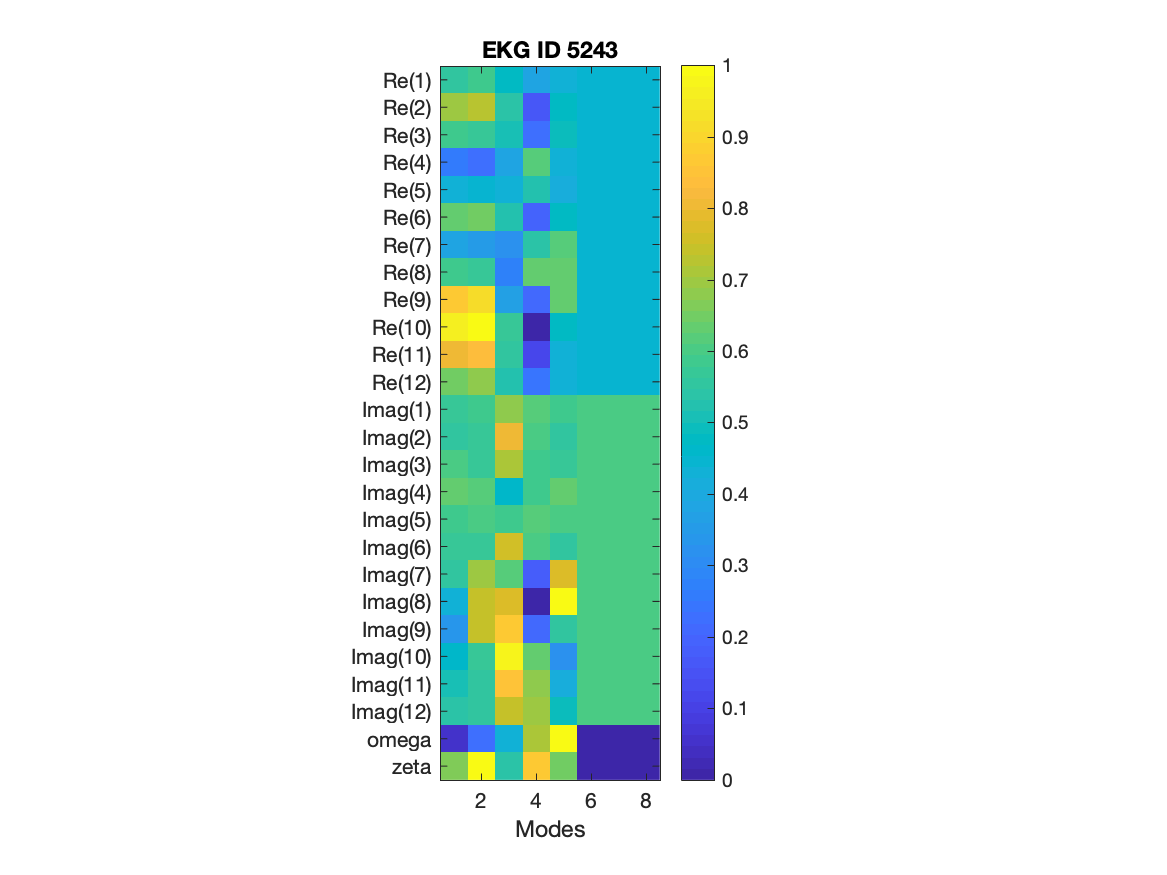 EKG ID 5243
Re(1)
Re(2)
Re(3)
Re(4)
Re(5)
Re(6)
Re(7)
Re(8)
Re(9)
Re(10)
Re(11)
Re(12)
Imag(1)
Imag(2)
Imag(3)
Imag(4)
Imag(5)
Imag(6)
Imag(7)
Imag(8)
Imag(9)
Imag(10)
Imag(11)
Imag(12)
omega
zeta
2 4 6 8
Modes
1
0.9
0.8
0.7
0.6
0.5
0.4
0.3
0.2
0.1
0